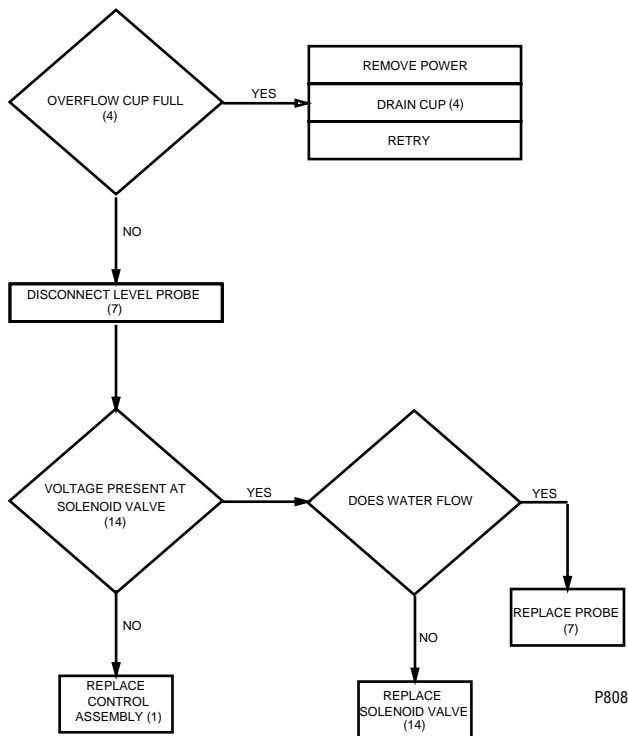 OVERFLOW CUP FULL
(4)
YES
REMOVE POWER
DRAIN CUP (4)
RETRY
NO
DISCONNECT LEVEL PROBE
(7)
VOLTAGE PRESENT AT
SOLENOID VALVE
(14)
YES
DOES WATER FLOW
YES
REPLACE PROBE
(7)
NO
NO
REPLACE
CONTROL
ASSEMBLY (1)
REPLACE
SOLENOID VALVE
(14)
P808